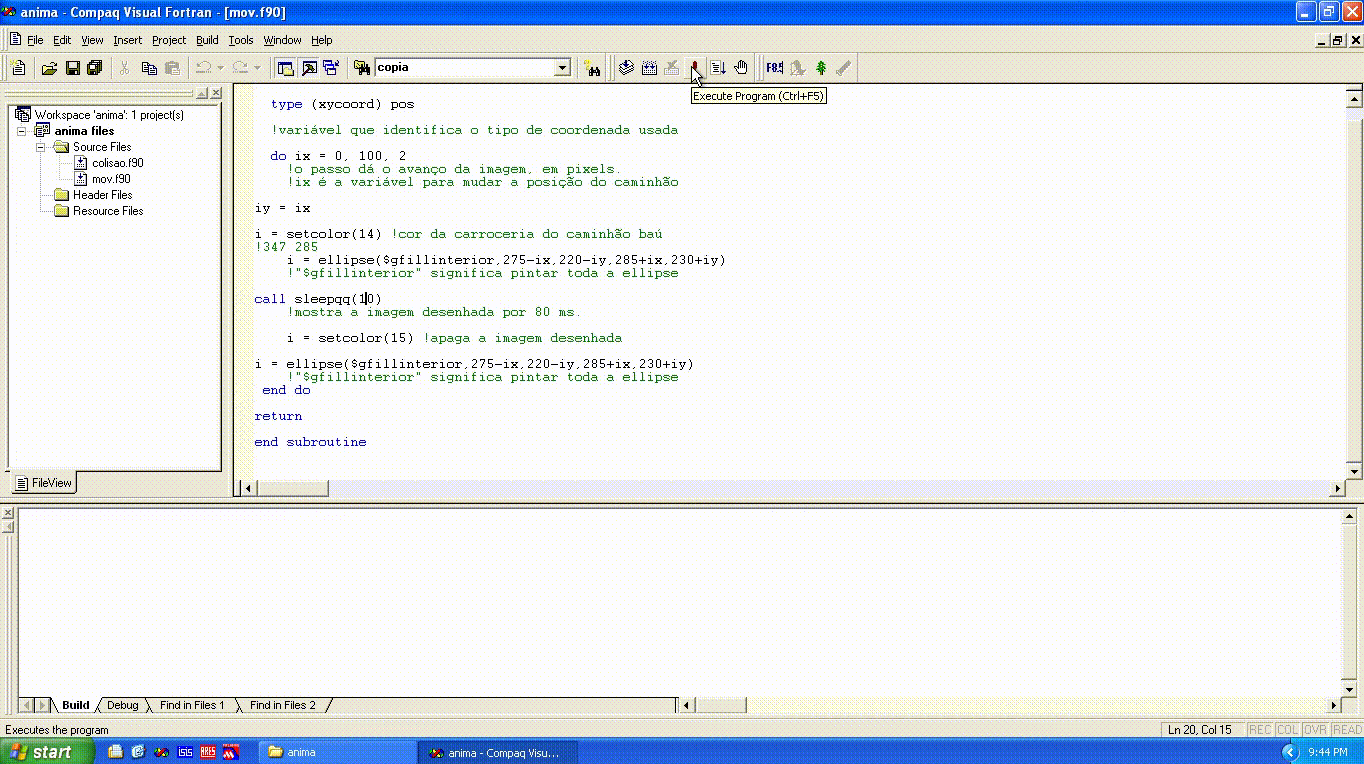 anima - Compaq Visual Fortran - [mov.f90]
File Edit View Insert Project Build Tools Window Help
copia
Execute Program (Ctrl+F5)
Workspace 'anima': 1 project(s)
anima files
Source Files
colisao.f90
mov.f90
Header Files
Resource Files
FileView
type (xycoord) pos
!variável que identifica o tipo de coordenada usada
do ix = 0, 100, 2
!o passo dá o avanço da imagem, em pixels.
!ix é a variável para mudar a posição do caminhão
iy = ix
i = setcolor(14) !cor da carroceria do caminhão baú
!347 285
i = ellipse($gfillinterior,275-ix,220-iy,285+ix,230+iy)
!"$gfillinterior" significa pintar toda a ellipse
call sleepqq(10)
!mostra a imagem desenhada por 80 ms.
i = setcolor(15) !apaga a imagem desenhada
i = ellipse($gfillinterior,275-ix,220-iy,285+ix,230+iy)
!"$gfillinterior" significa pintar toda a ellipse
end do
return
end subroutine
Build Debug Find in Files 1 Find in Files 2
Executes the program
Ln 20, Col 15 REC COL OVR READ
start anima anima - Compaq Visu... 9:44 PM